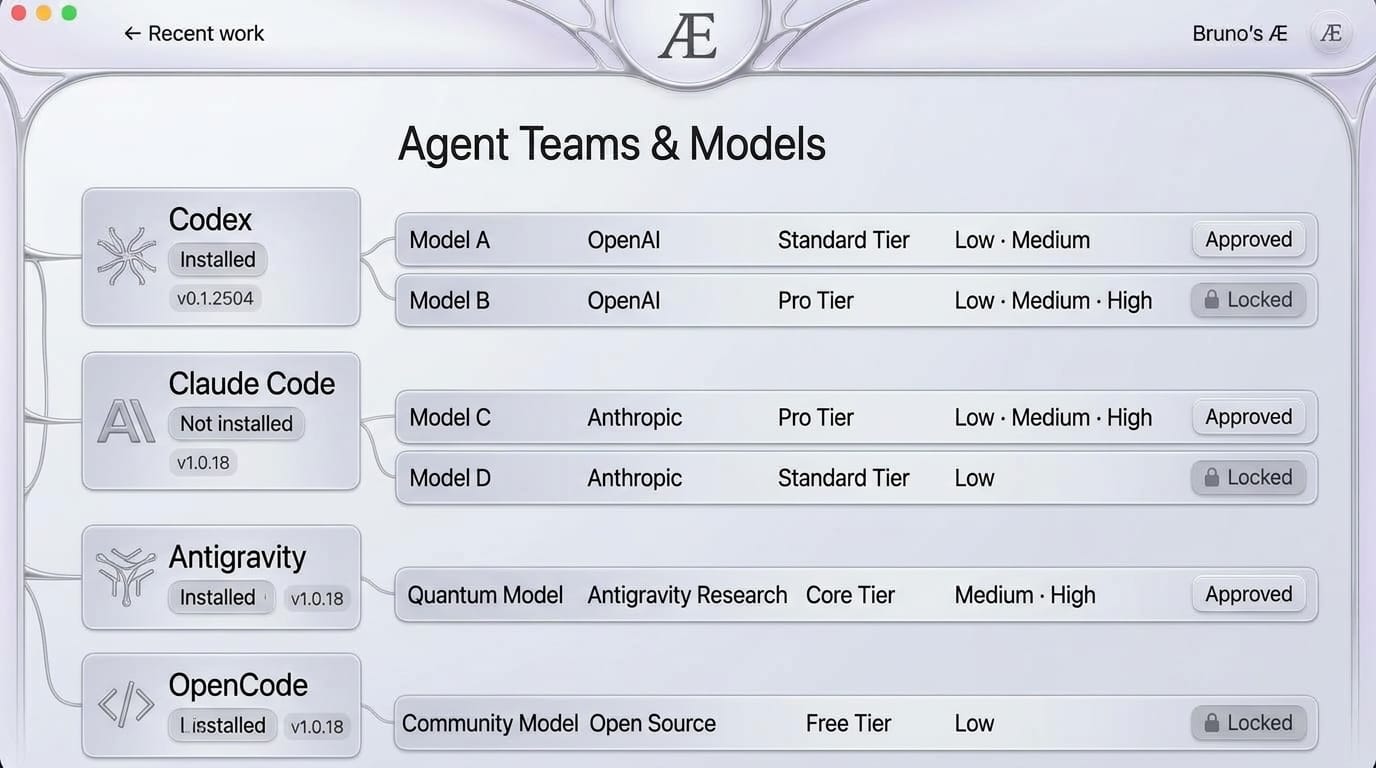 ← Recent work
Æ
Bruno's Æ
Æ
Agent Teams & Models
Codex
Installed
v0.1.2504
Model A OpenAI Standard Tier Low · Medium Approved
Model B OpenAI Pro Tier Low · Medium · High Locked
Claude Code
Not installed
v1.0.18
Model C Anthropic Pro Tier Low · Medium · High Approved
Model D Anthropic Standard Tier Low Locked
Antigravity
Installed v1.0.18
Quantum Model Antigravity Research Core Tier Medium · High Approved
OpenCode
v1.0.18
Community Model Open Source Free Tier Low Locked